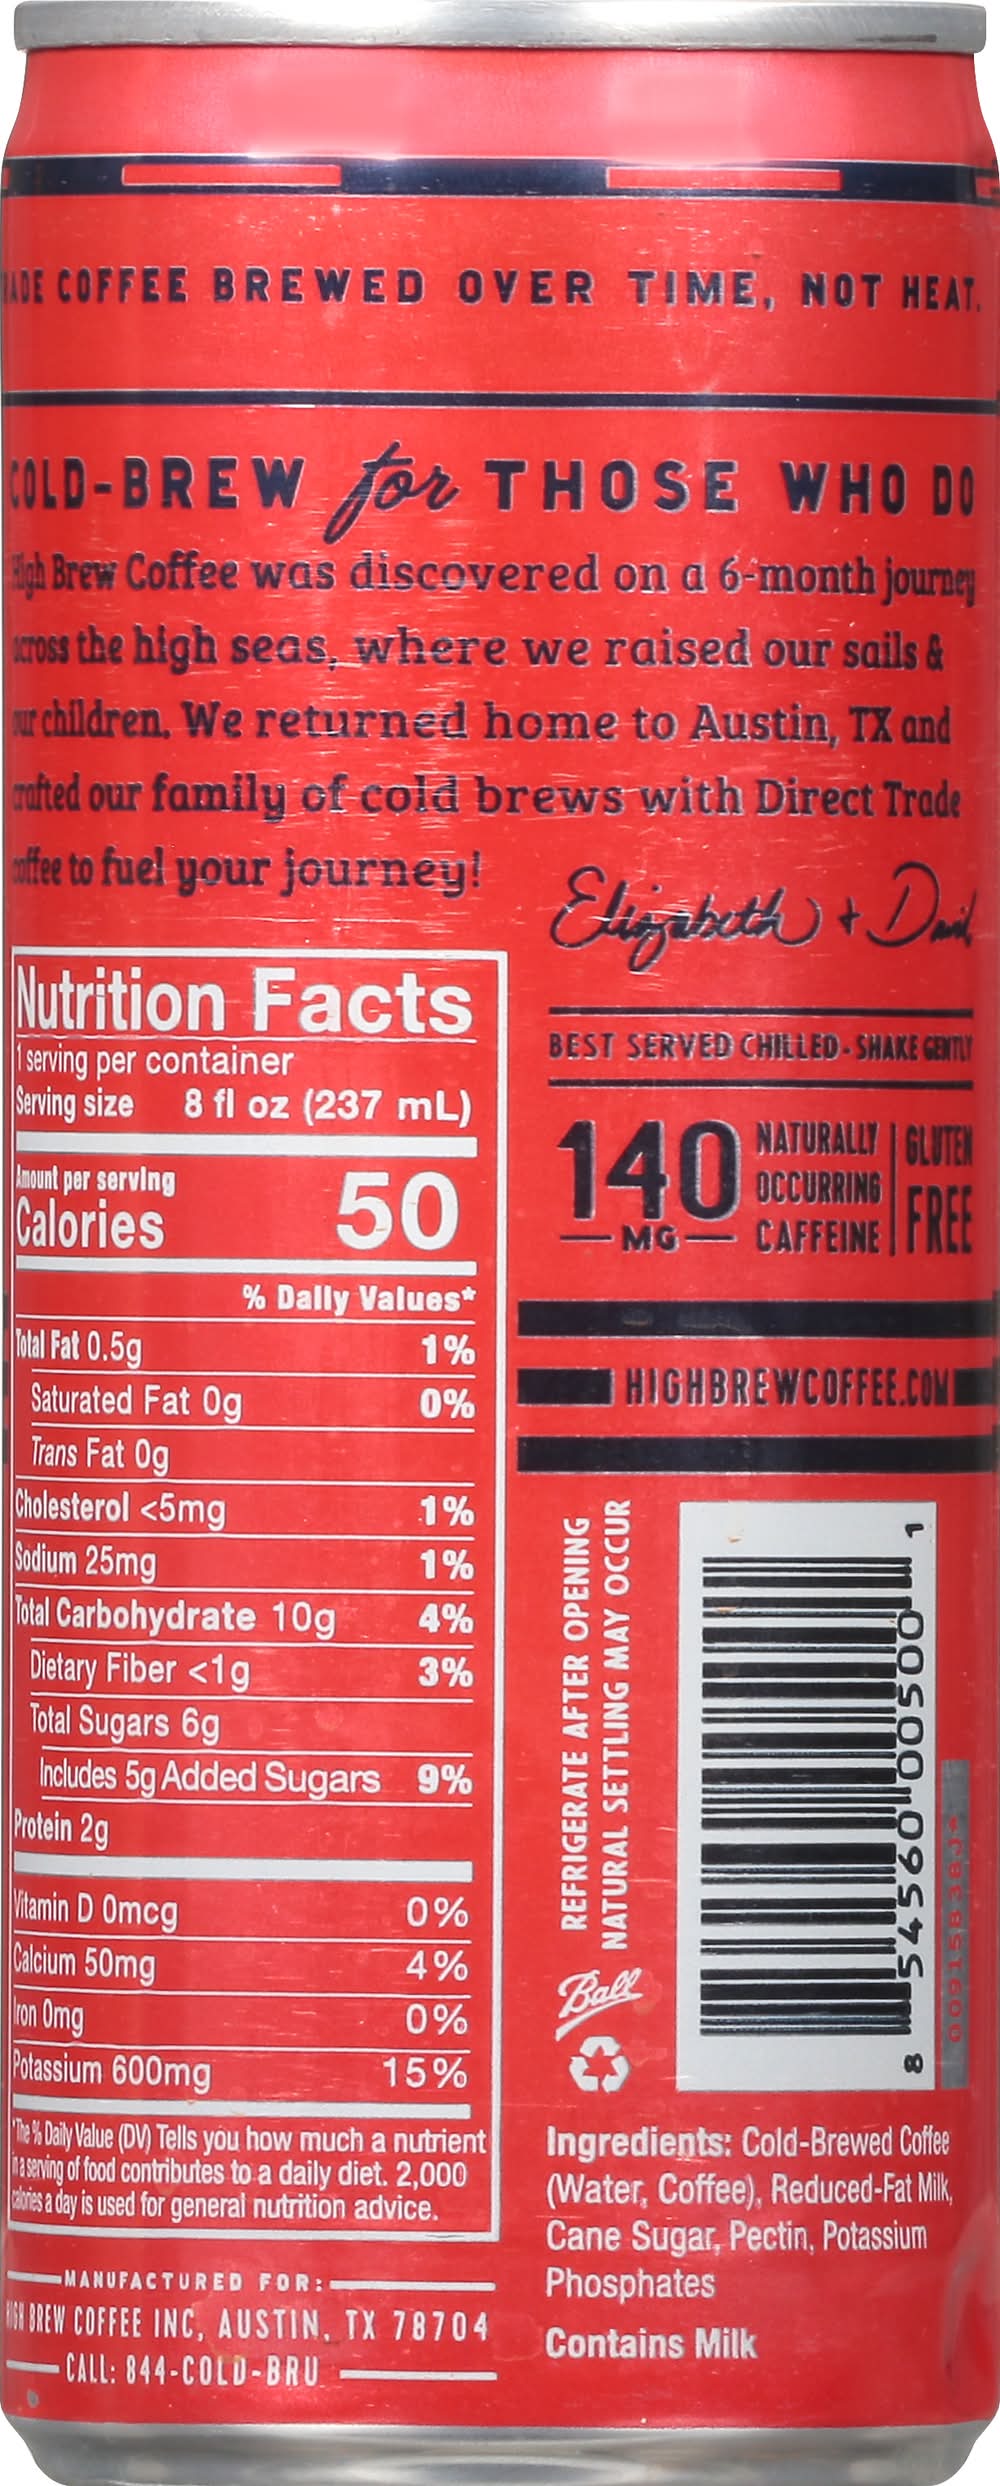 COFFEE BREWED OVER TIME, NOT HEAT.
COLD-BREW for THOSE WHO DO
High Brew Coffee was discovered on a 6-month journey
across the high seas, where we raised our sails &
our children. We returned home to Austin, TX and
crafted our family of cold brews with Direct Trade
coffee to fuel your journey!
Elizabeth + David
Nutrition Facts
1 serving per container
Serving size 8 fl oz (237 mL)
Amount per serving
Calories 50
% Daily Values*
Total Fat 0.5g 1%
Saturated Fat 0g 0%
Trans Fat 0g
Cholesterol <5mg 1%
Sodium 25mg 1%
Total Carbohydrate 10g 4%
Dietary Fiber <1g 3%
Total Sugars 6g
Includes 5g Added Sugars 9%
Protein 2g
Vitamin D 0mcg 0%
Calcium 50mg 4%
Iron 0mg 0%
Potassium 600mg 15%
*The % Daily Value (DV) Tells you how much a nutrient
in a serving of food contributes to a daily diet. 2,000
calories a day is used for general nutrition advice.
MANUFACTURED FOR:
HIGH BREW COFFEE INC, AUSTIN, TX 78704
CALL: 844-COLD-BRU
BEST SERVED CHILLED - SHAKE GENTLY
140 MG
NATURALLY
OCCURRING
CAFFEINE
GLUTEN
FREE
HIGHBREWCOFFEE.COM
REFRIGERATE AFTER OPENING
NATURAL SETTLING MAY OCCUR
Ball
8 54560 00500 1
Ingredients: Cold-Brewed Coffee
(Water, Coffee), Reduced-Fat Milk,
Cane Sugar, Pectin, Potassium
Phosphates
Contains Milk